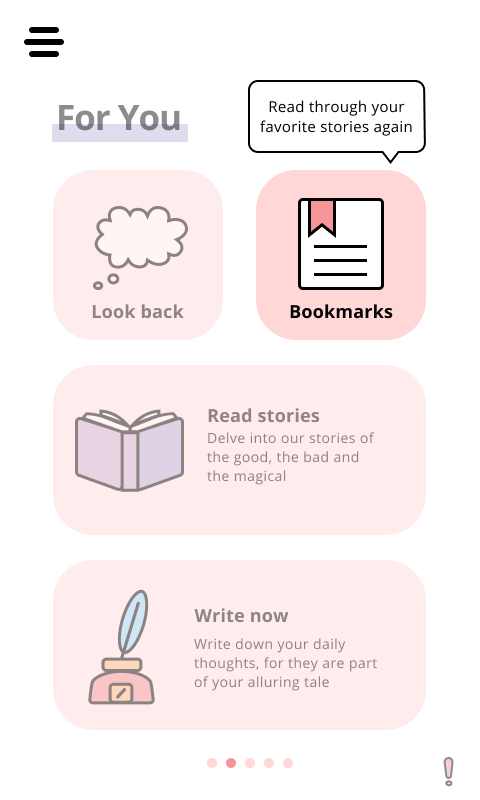 Read through your
favorite stories again
For You
Look back
Bookmarks
Read stories
Delve into our stories of
the good, the bad and
the magical
Write now
Write down your daily
thoughts, for they are part
of your alluring tale